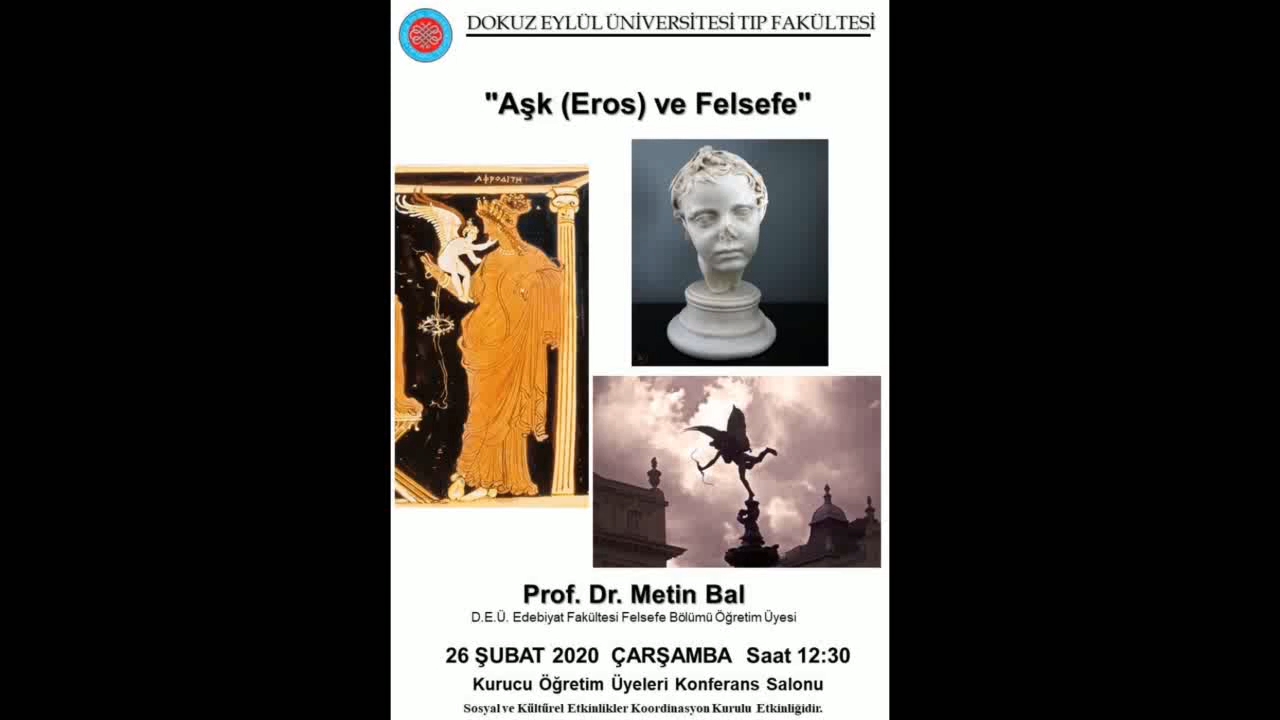 DOKUZ EYLÜL ÜNİVERSİTESİ TIP FAKÜLTESİ
"Aşk (Eros) ve Felsefe"
ΑΦΡΟΔΙΤΗ
Prof. Dr. Metin Bal
D.E.Ü. Edebiyat Fakültesi Felsefe Bölümü Öğretim Üyesi
26 ŞUBAT 2020 ÇARŞAMBA Saat 12:30
Kurucu Öğretim Üyeleri Konferans Salonu
Sosyal ve Kültürel Etkinlikler Koordinasyon Kurulu Etkinliğidir.